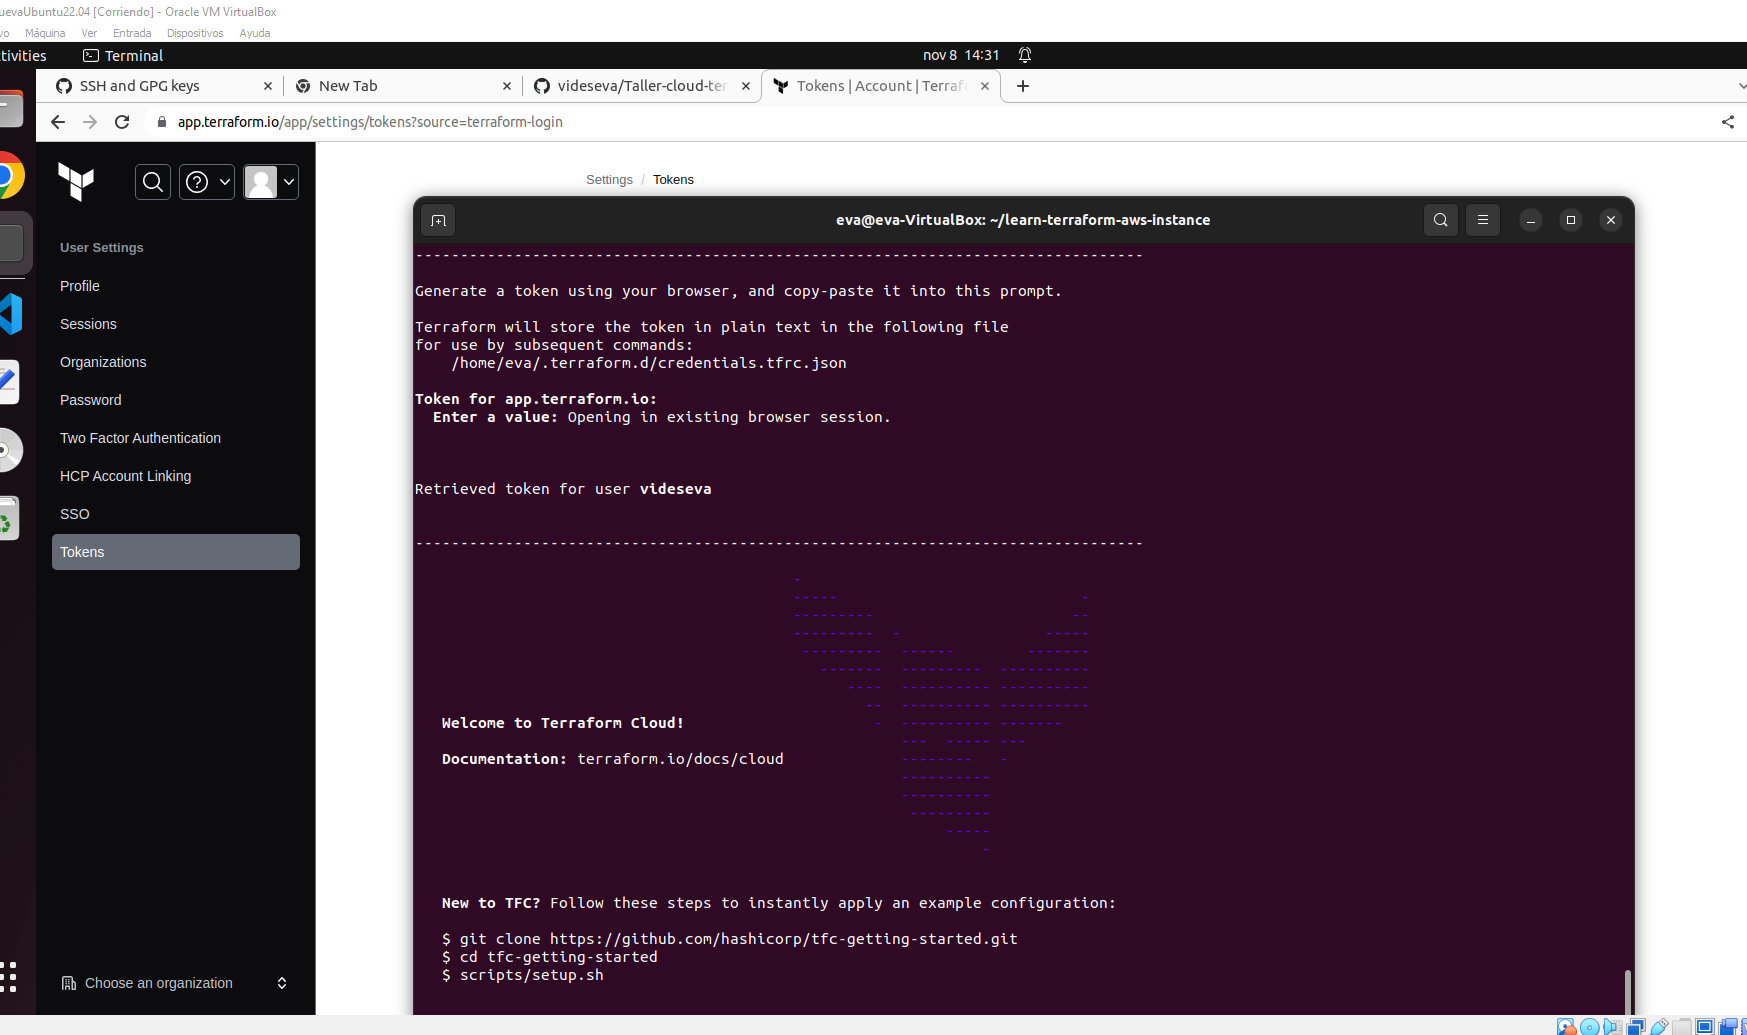 uevaUbuntu22.04 [Corriendo] - Oracle VM VirtualBox
vo Máquina Ver Entrada Dispositivos Ayuda
tivities Terminal nov 8 14:31
SSH and GPG keys New Tab videseva/Taller-cloud-ter Tokens | Account | Terraf
app.terraform.io/app/settings/tokens?source=terraform-login
Settings / Tokens
User Settings
Profile
Sessions
Organizations
Password
Two Factor Authentication
HCP Account Linking
SSO
Tokens
Choose an organization
eva@eva-VirtualBox: ~/learn-terraform-aws-instance
---------------------------------------------------------------------------------
Generate a token using your browser, and copy-paste it into this prompt.
Terraform will store the token in plain text in the following file
for use by subsequent commands:
/home/eva/.terraform.d/credentials.tfrc.json
Token for app.terraform.io:
Enter a value: Opening in existing browser session.
Retrieved token for user videseva
---------------------------------------------------------------------------------
Welcome to Terraform Cloud!
Documentation: terraform.io/docs/cloud
New to TFC? Follow these steps to instantly apply an example configuration:
$ git clone https://github.com/hashicorp/tfc-getting-started.git
$ cd tfc-getting-started
$ scripts/setup.sh